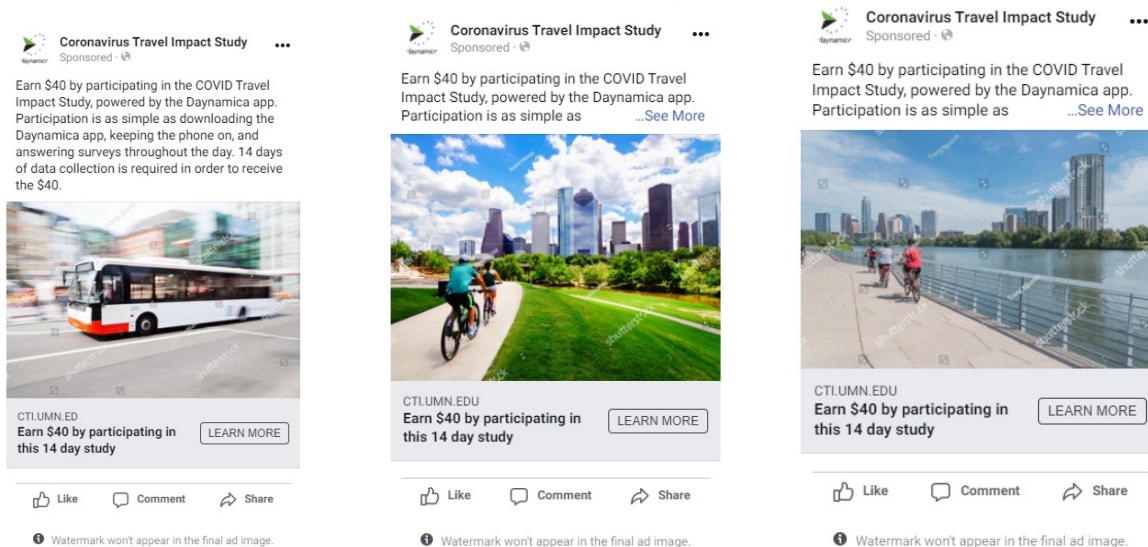 daynamica
Coronavirus Travel Impact Study
Sponsored ·
Earn $40 by participating in the COVID Travel
Impact Study, powered by the Daynamica app.
Participation is as simple as downloading the
Daynamica app, keeping the phone on, and
answering surveys throughout the day. 14 days
of data collection is required in order to receive
the $40.
shutterstock
shutterstock
CTI.UMN.ED
Earn $40 by participating in
this 14 day study
LEARN MORE
Like
Comment
Share
Watermark won't appear in the final ad image.
daynamica
Coronavirus Travel Impact Study
Sponsored ·
Earn $40 by participating in the COVID Travel
Impact Study, powered by the Daynamica app.
Participation is as simple as ...See More
shutterstock
shutterstock
CTI.UMN.EDU
Earn $40 by participating in
this 14 day study
LEARN MORE
Like
Comment
Share
Watermark won't appear in the final ad image.
daynamica
Coronavirus Travel Impact Study
Sponsored ·
Earn $40 by participating in the COVID Travel
Impact Study, powered by the Daynamica app.
Participation is as simple as ...See More
shutterstock
shutterstock
CTI.UMN.EDU
Earn $40 by participating in
this 14 day study
LEARN MORE
Like
Comment
Share
Watermark won't appear in the final ad image.